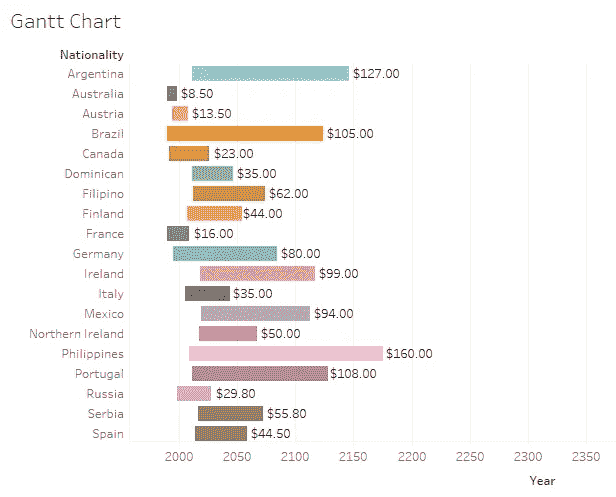 Gantt Chart
Nationality
Argentina $127.00
Australia $8.50
Austria $13.50
Brazil $105.00
Canada $23.00
Dominican $35.00
Filipino $62.00
Finland $44.00
France $16.00
Germany $80.00
Ireland $99.00
Italy $35.00
Mexico $94.00
Northern Ireland $50.00
Philippines $160.00
Portugal $108.00
Russia $29.80
Serbia $55.80
Spain $44.50
2000 2050 2100 2150 2200 2250 2300 2350
Year